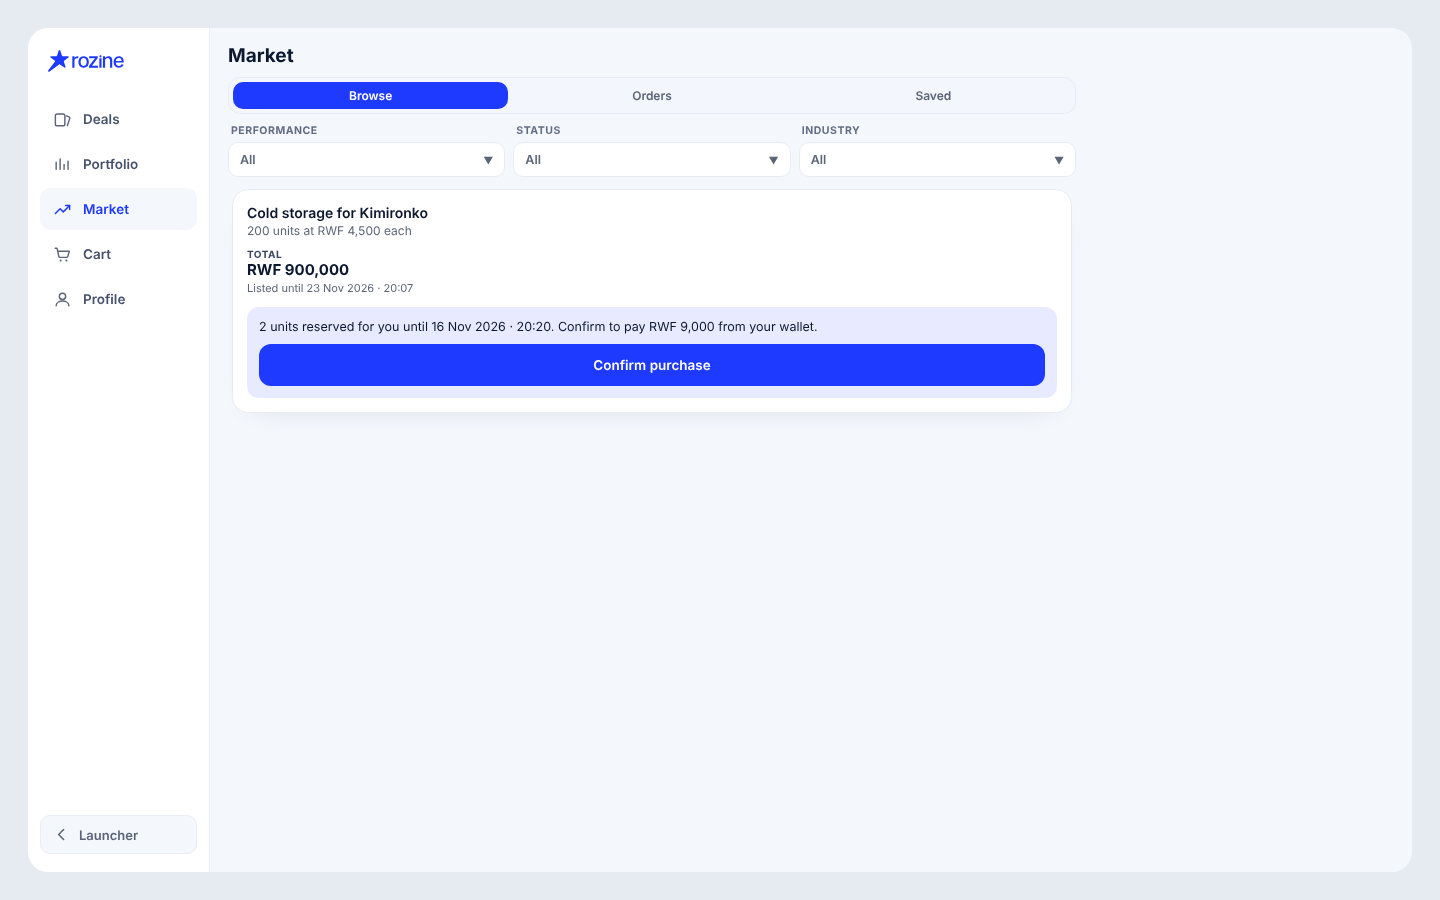 rozine
Deals
Portfolio
Market
Cart
Profile
Launcher
Market
Browse
Orders
Saved
PERFORMANCE
STATUS
INDUSTRY
All
All
All
Cold storage for Kimironko
200 units at RWF 4,500 each
TOTAL
RWF 900,000
Listed until 23 Nov 2026 · 20:07
2 units reserved for you until 16 Nov 2026 · 20:20. Confirm to pay RWF 9,000 from your wallet.
Confirm purchase